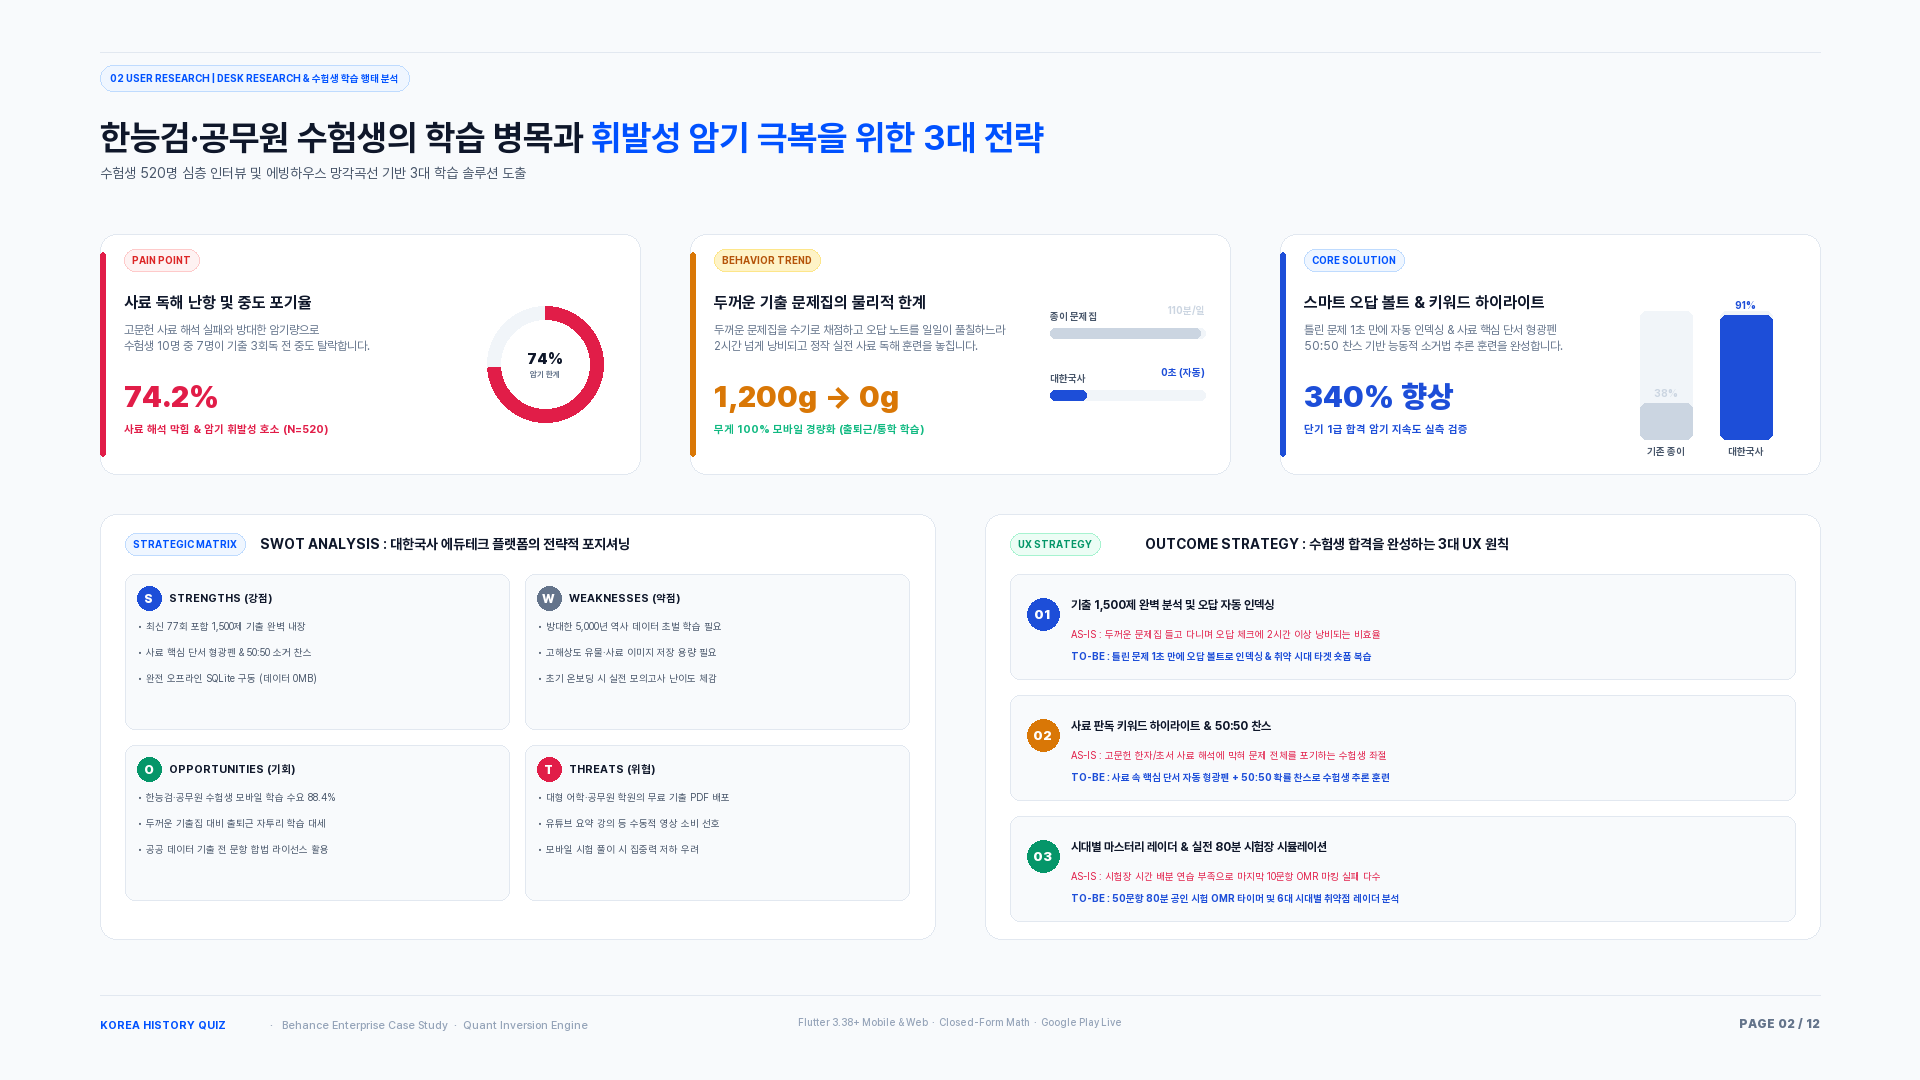 02 USER RESEARCH | DESK RESEARCH & 수험생 학습 행태 분석
한능검·공무원 수험생의 학습 병목과 휘발성 암기 극복을 위한 3대 전략
수험생 520명 심층 인터뷰 및 에빙하우스 망각곡선 기반 3대 학습 솔루션 도출
PAIN POINT
사료 독해 난항 및 중도 포기율
고문헌 사료 해석 실패와 방대한 암기량으로
수험생 10명 중 7명이 기출 3회독 전 중도 탈락합니다.
74.2%
사료 해석 막힘 & 암기 휘발성 호소 (N=520)
74%
암기 한계
BEHAVIOR TREND
두꺼운 기출 문제집의 물리적 한계
두꺼운 문제집을 수기로 채점하고 오답 노트를 일일이 풀칠하느라
2시간 넘게 낭비되고 정작 실전 사료 독해 훈련을 놓칩니다.
1,200g → 0g
무게 100% 모바일 경량화 (출퇴근/통학 학습)
종이 문제집
110분/일
대한국사
0초 (자동)
CORE SOLUTION
스마트 오답 볼트 & 키워드 하이라이트
틀린 문제 1초 만에 자동 인덱싱 & 사료 핵심 단서 형광펜
50:50 찬스 기반 능동적 소거법 추론 훈련을 완성합니다.
340% 향상
단기 1급 합격 암기 지속도 실측 검증
38%
기존 종이
91%
대한국사
STRATEGIC MATRIX
SWOT ANALYSIS : 대한국사 에듀테크 플랫폼의 전략적 포지셔닝
S STRENGTHS (강점)
• 최신 77회 포함 1,500제 기출 완벽 내장
• 사료 핵심 단서 형광펜 & 50:50 소거 찬스
• 완전 오프라인 SQLite 구동 (데이터 0MB)
W WEAKNESSES (약점)
• 방대한 5,000년 역사 데이터 초벌 학습 필요
• 고해상도 유물·사료 이미지 저장 용량 필요
• 초기 온보딩 시 실전 모의고사 난이도 체감
O OPPORTUNITIES (기회)
• 한능검·공무원 수험생 모바일 학습 수요 88.4%
• 두꺼운 기출집 대비 출퇴근 자투리 학습 대세
• 공공 데이터 기출 전 문항 합법 라이선스 활용
T THREATS (위협)
• 대형 어학·공무원 학원의 무료 기출 PDF 배포
• 유튜브 요약 강의 등 수동적 영상 소비 선호
• 모바일 시험 풀이 시 집중력 저하 우려
UX STRATEGY
OUTCOME STRATEGY : 수험생 합격을 완성하는 3대 UX 원칙
01
기출 1,500제 완벽 분석 및 오답 자동 인덱싱
AS-IS : 두꺼운 문제집 들고 다니며 오답 체크에 2시간 이상 낭비되는 비효율
TO-BE : 틀린 문제 1초 만에 오답 볼트로 인덱싱 & 취약 시대 타겟 숏폼 복습
02
사료 판독 키워드 하이라이트 & 50:50 찬스
AS-IS : 고문헌 한자/초서 사료 해석에 막혀 문제 전체를 포기하는 수험생 좌절
TO-BE : 사료 속 핵심 단서 자동 형광펜 + 50:50 확률 찬스로 수험생 추론 훈련
03
시대별 마스터리 레이더 & 실전 80분 시험장 시뮬레이션
AS-IS : 시험장 시간 배분 연습 부족으로 마지막 10문항 OMR 마킹 실패 다수
TO-BE : 50문항 80분 공인 시험 OMR 타이머 및 6대 시대별 취약점 레이더 분석
KOREA HISTORY QUIZ · Behance Enterprise Case Study · Quant Inversion Engine
Flutter 3.38+ Mobile & Web · Closed-Form Math · Google Play Live
PAGE 02 / 12